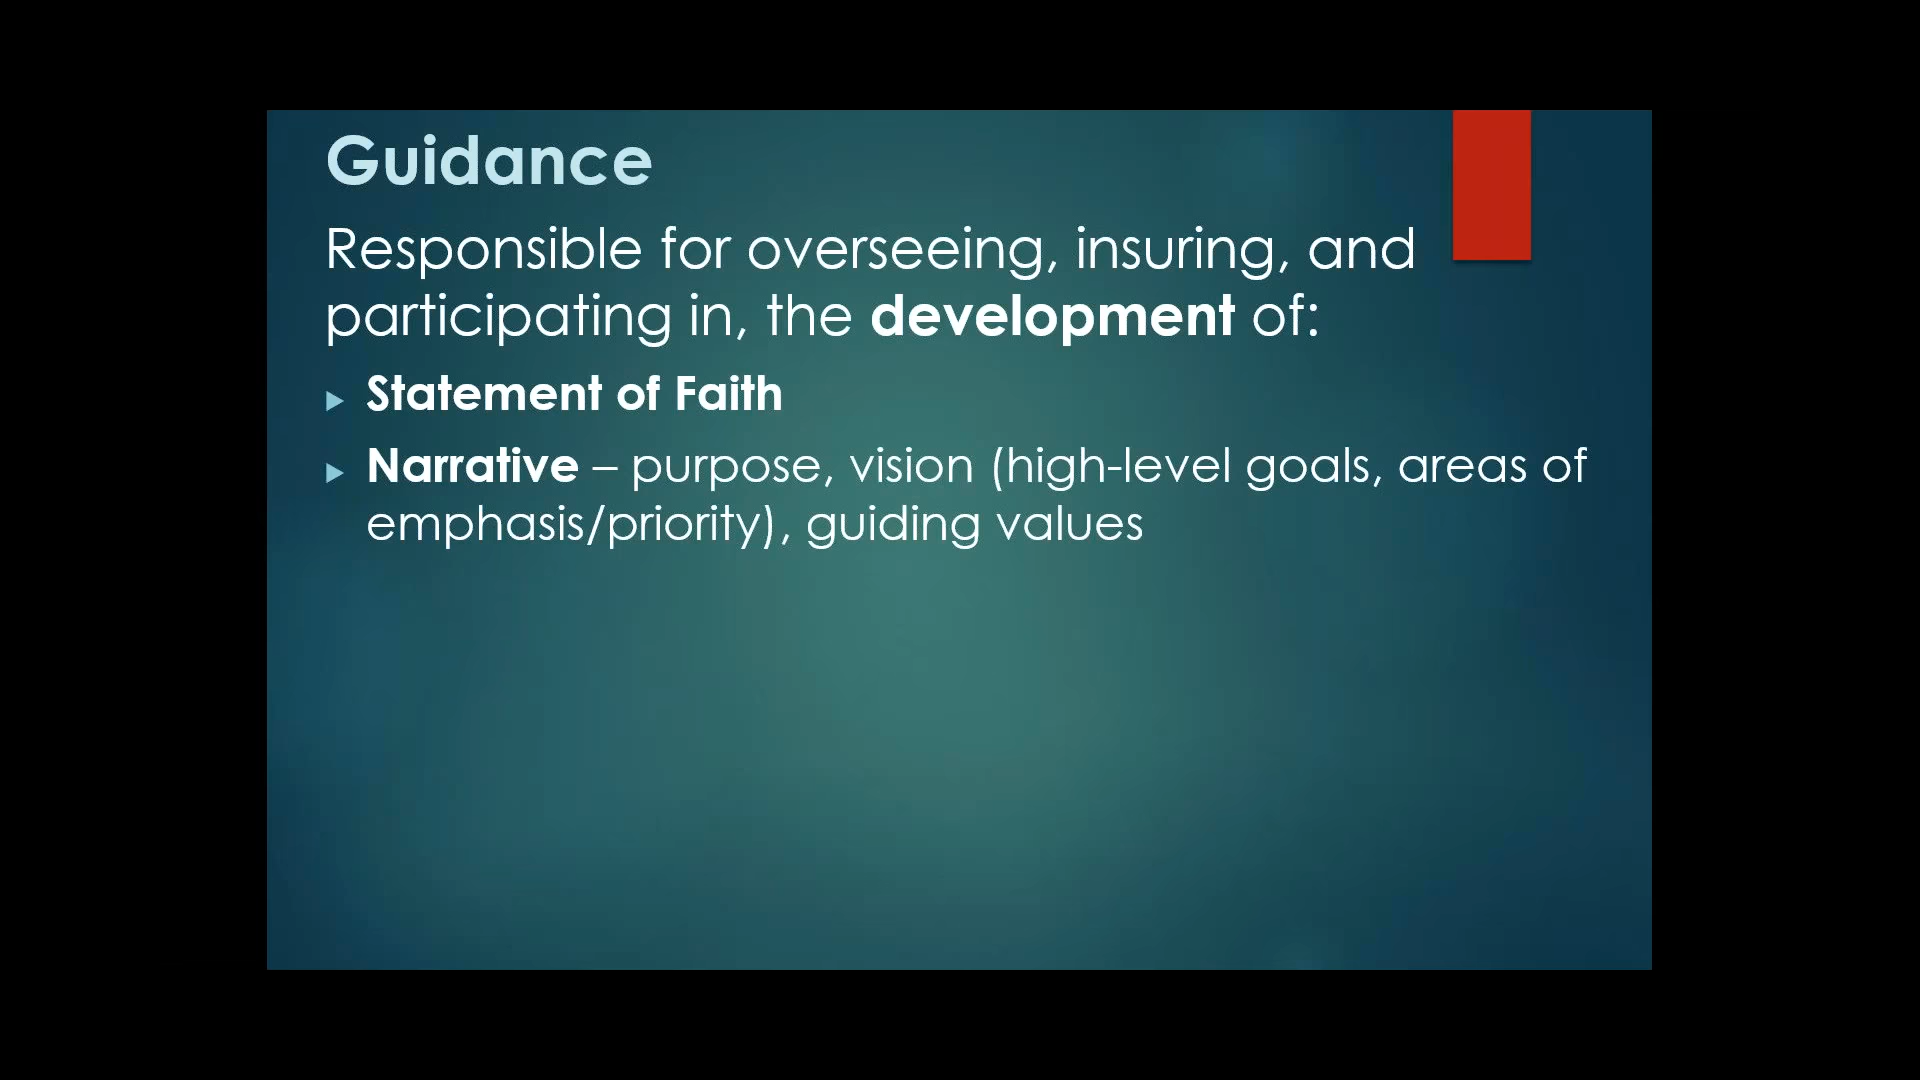 Guidance
Responsible for overseeing, insuring, and
participating in, the development of:
Statement of Faith
Narrative – purpose, vision (high-level goals, areas of
emphasis/priority), guiding values